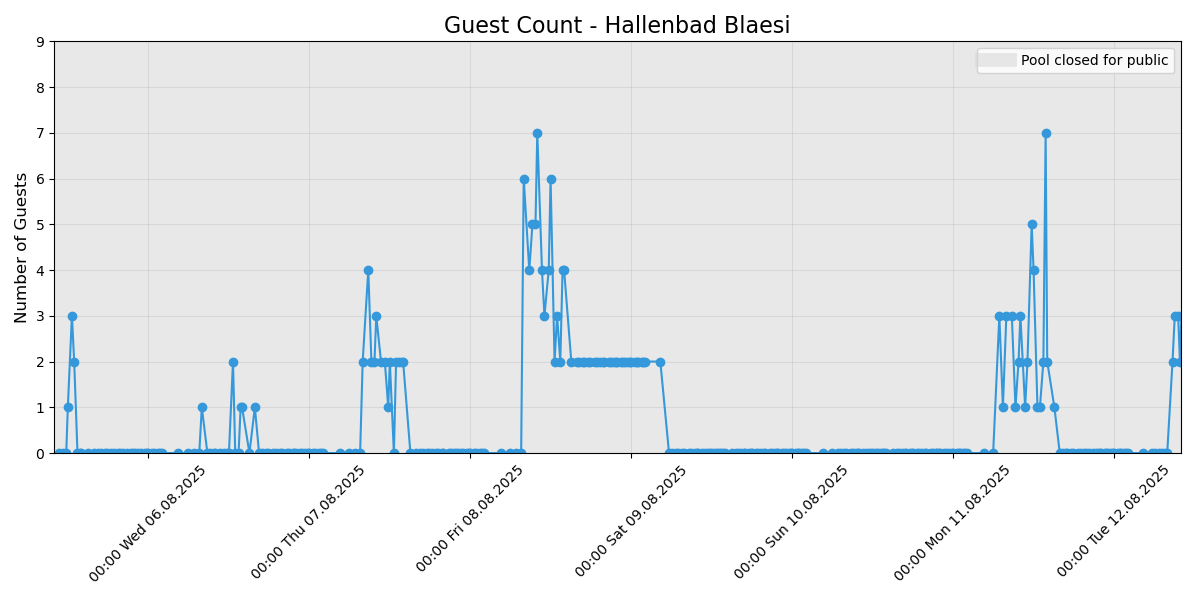 Guest Count - Hallenbad Blaesi
Pool closed for public
Number of Guests
9
8
7
6
5
4
3
2
1
0
00:00 Wed 06.08.2025
00:00 Thu 07.08.2025
00:00 Fri 08.08.2025
00:00 Sat 09.08.2025
00:00 Sun 10.08.2025
00:00 Mon 11.08.2025
00:00 Tue 12.08.2025